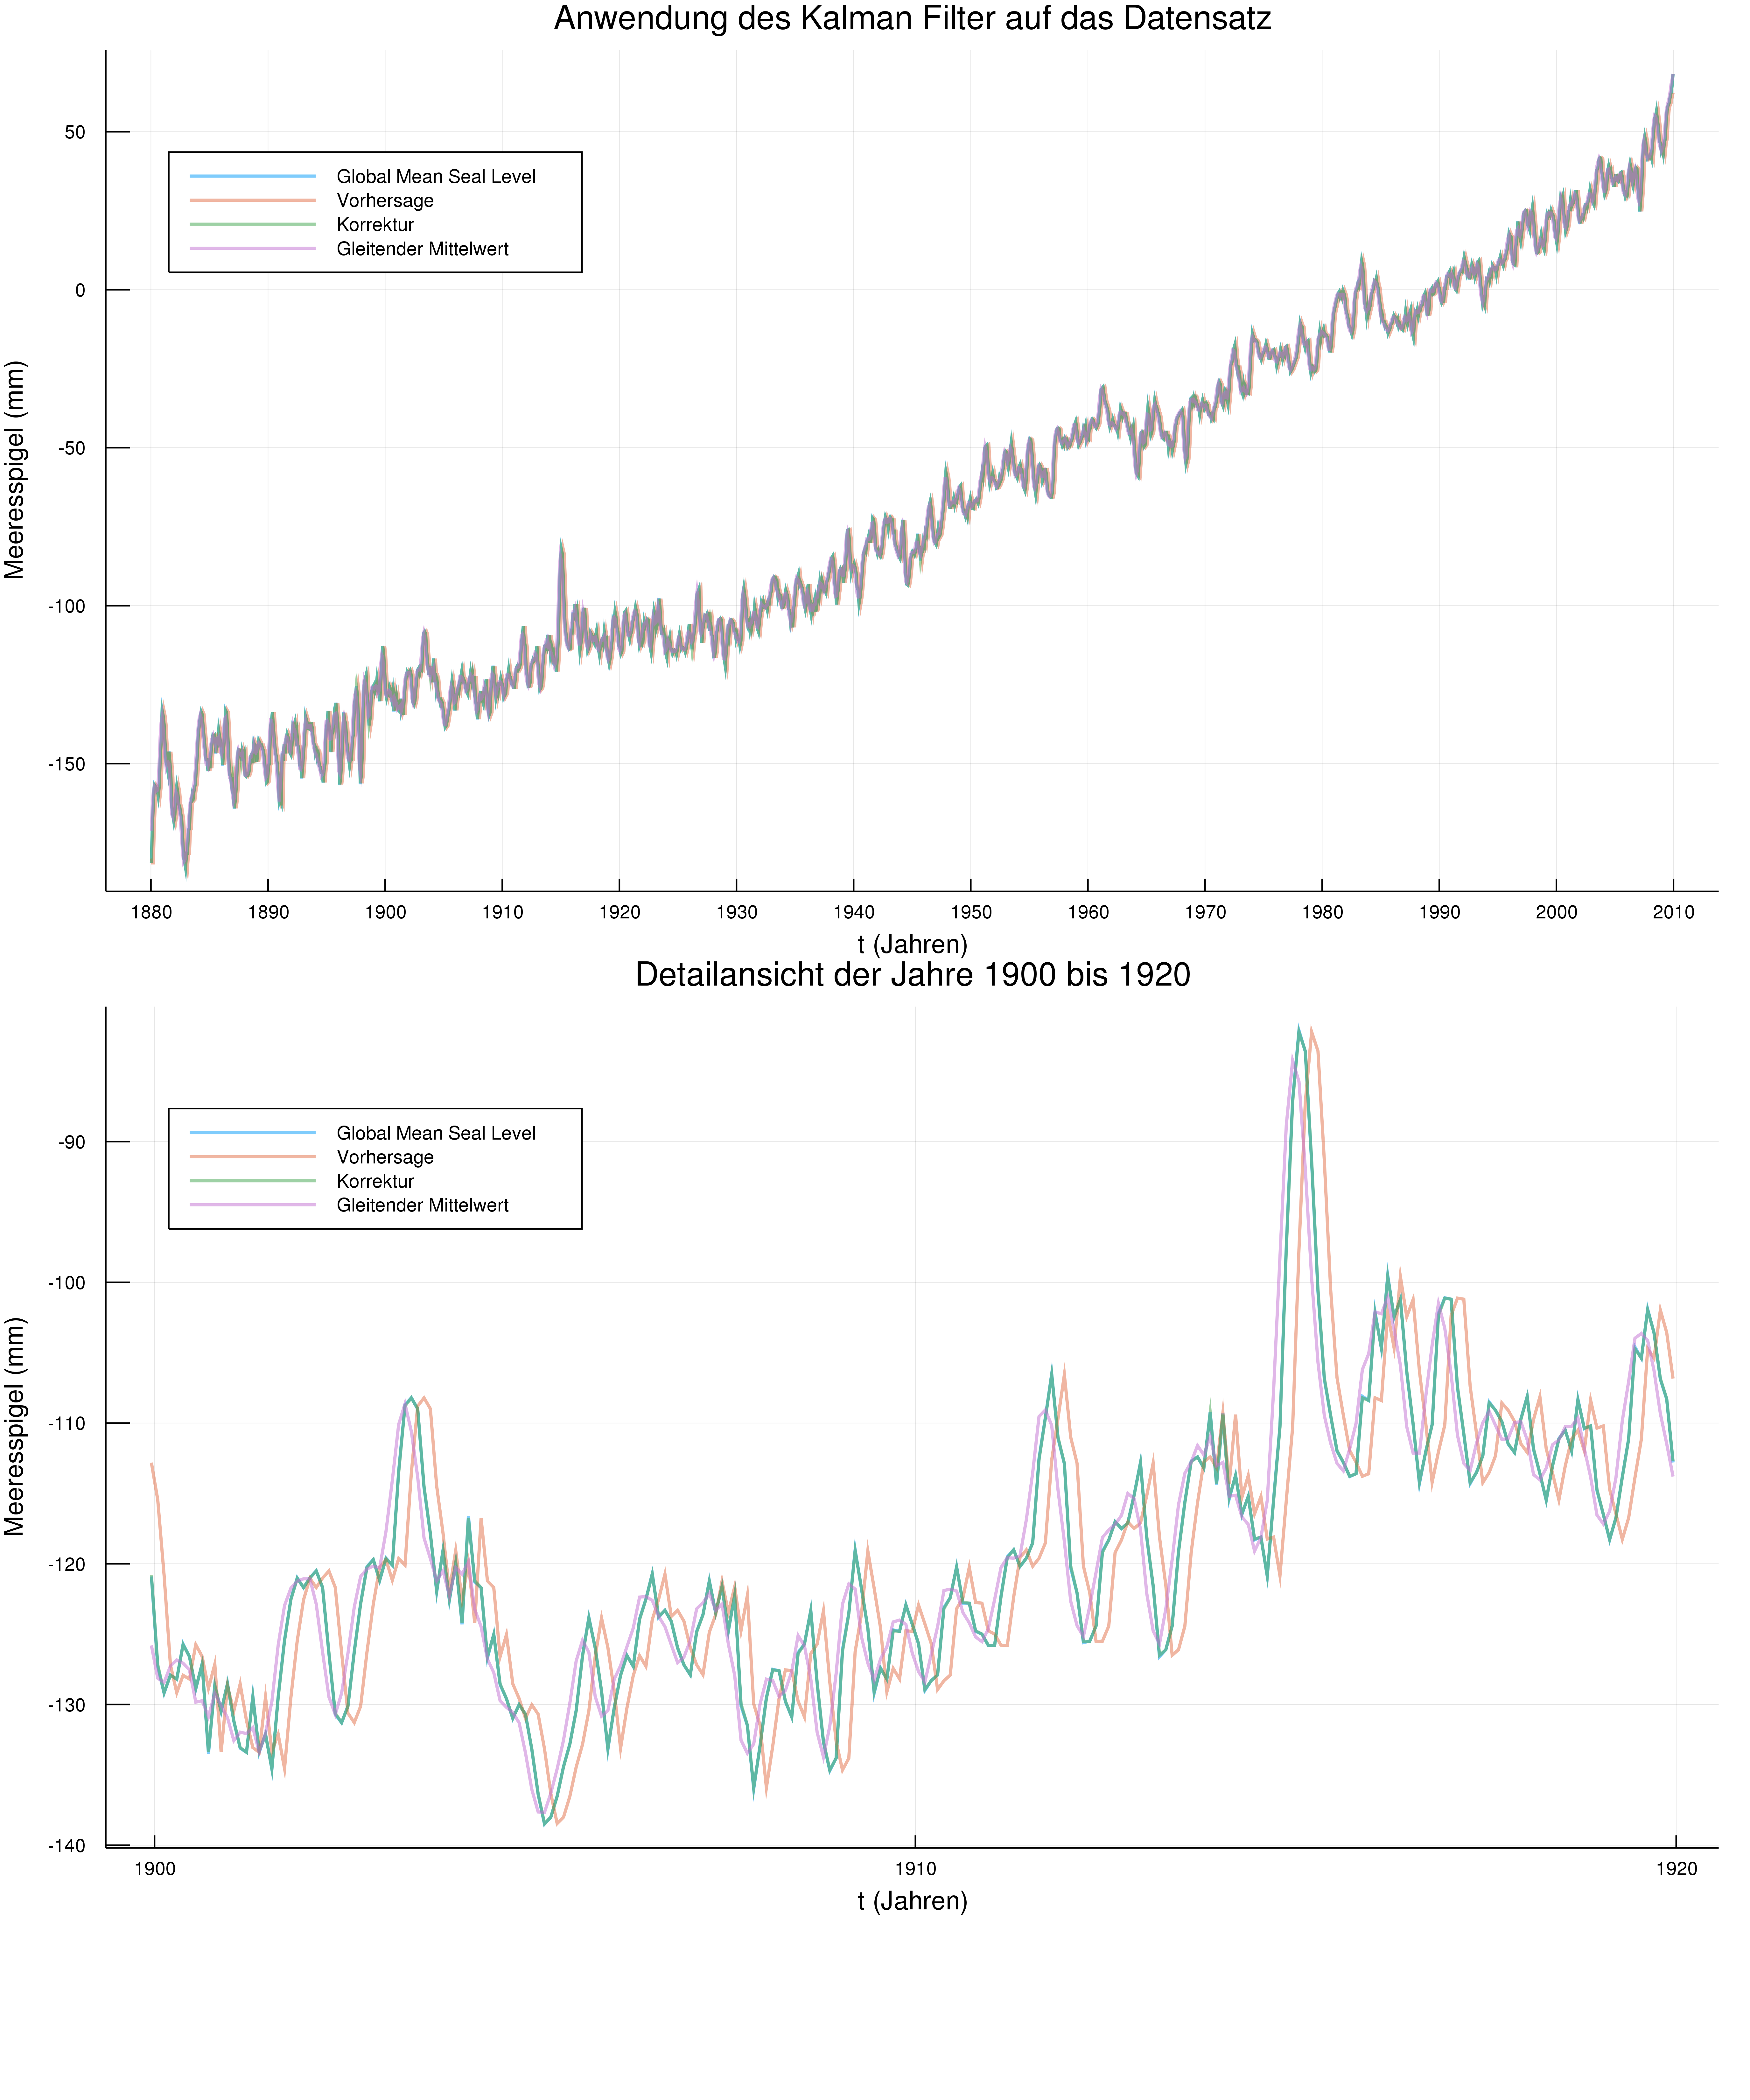 Anwendung des Kalman Filter auf das Datensatz
50
0
-50
-100
-150
Meeresspigel (mm)
Global Mean Seal Level
Vorhersage
Korrektur
Gleitender Mittelwert
1880 1890 1900 1910 1920 1930 1940 1950 1960 1970 1980 1990 2000 2010
t (Jahren)
Detailansicht der Jahre 1900 bis 1920
-90
-100
-110
-120
-130
-140
Meeresspigel (mm)
Global Mean Seal Level
Vorhersage
Korrektur
Gleitender Mittelwert
1900 1910 1920
t (Jahren)